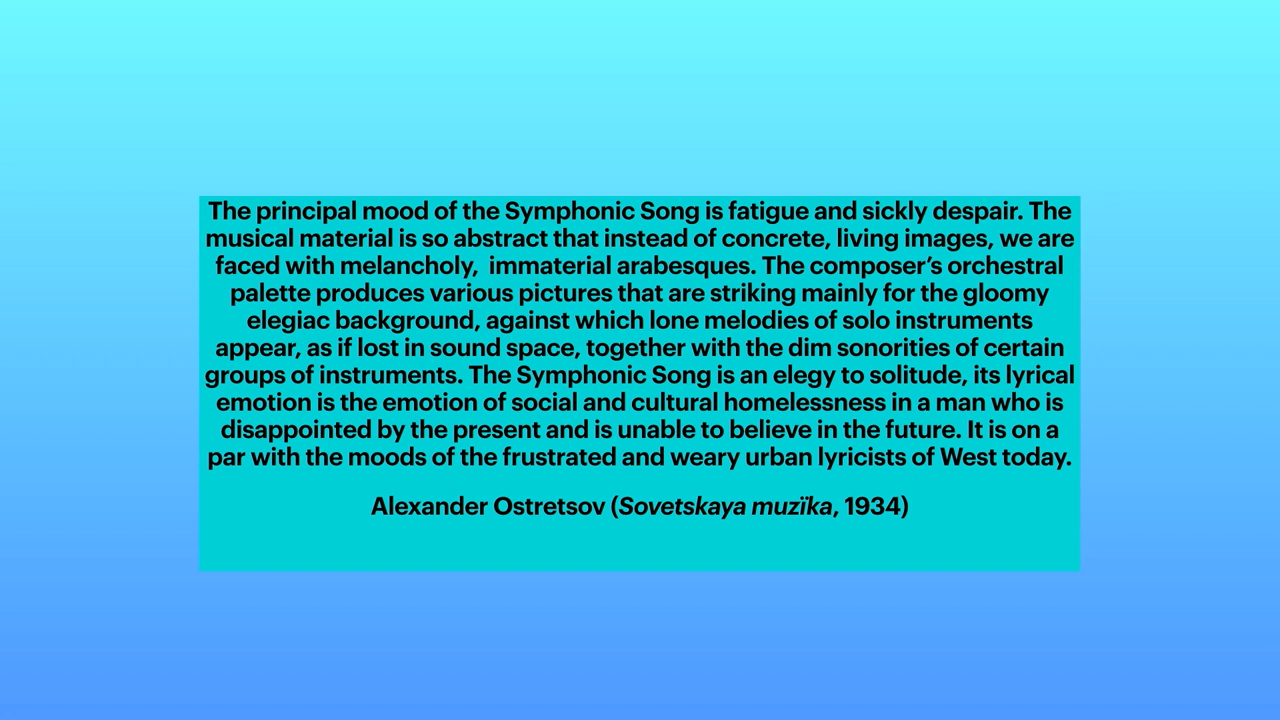 The principal mood of the Symphonic Song is fatigue and sickly despair. The
musical material is so abstract that instead of concrete, living images, we are
faced with melancholy,  immaterial arabesques. The composer’s orchestral
palette produces various pictures that are striking mainly for the gloomy
elegiac background, against which lone melodies of solo instruments
appear, as if lost in sound space, together with the dim sonorities of certain
groups of instruments. The Symphonic Song is an elegy to solitude, its lyrical
emotion is the emotion of social and cultural homelessness in a man who is
disappointed by the present and is unable to believe in the future. It is on a
par with the moods of the frustrated and weary urban lyricists of West today.
Alexander Ostretsov (Sovetskaya muzïka, 1934)